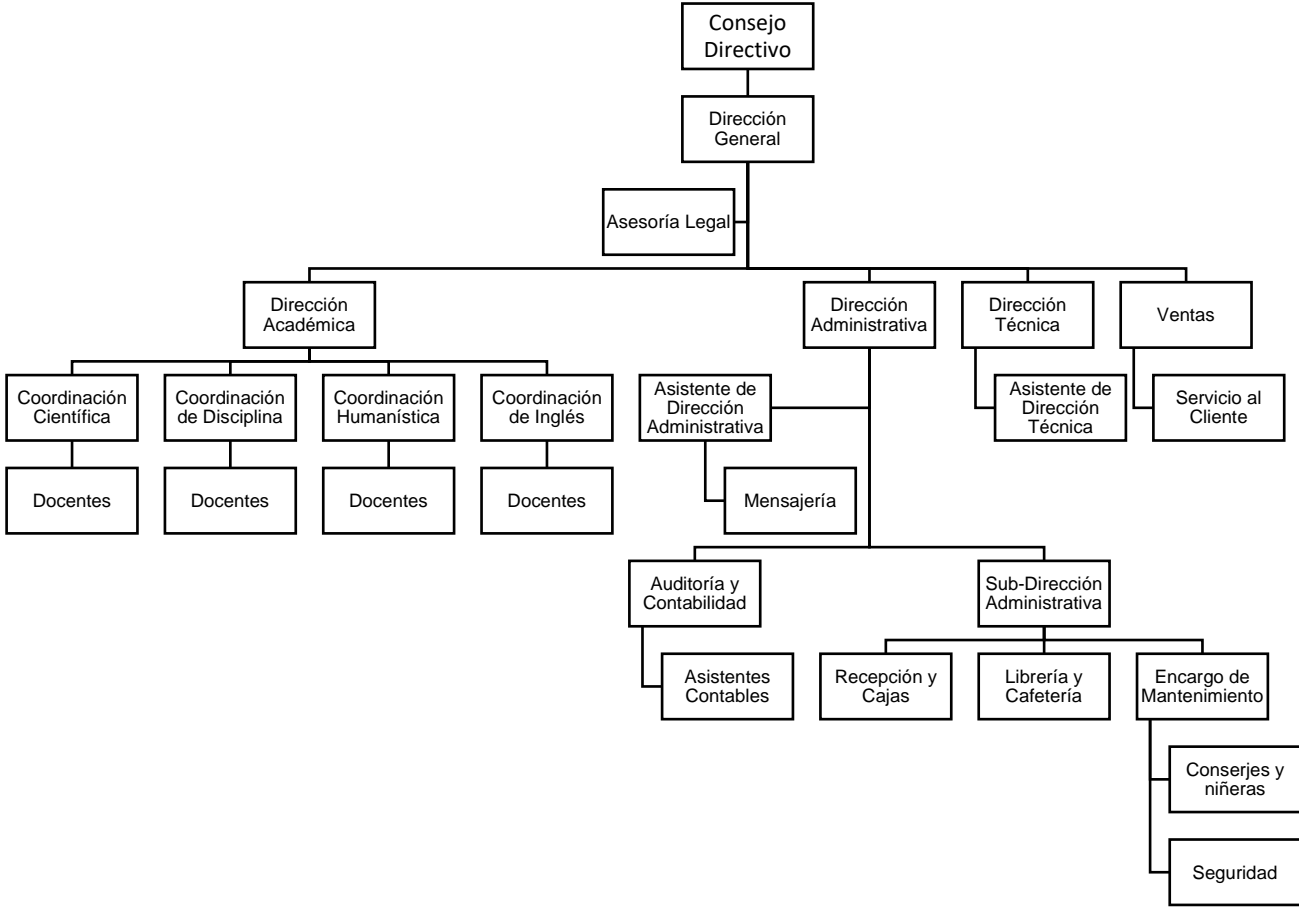 Consejo
Directivo
Dirección
General
Asesoría Legal
Dirección
Académica
Dirección
Administrativa
Dirección
Técnica
Ventas
Coordinación
Científica
Coordinación
de Disciplina
Coordinación
Humanística
Coordinación
de Inglés
Asistente de
Dirección
Administrativa
Asistente de
Dirección
Técnica
Servicio al
Cliente
Docentes
Docentes
Docentes
Docentes
Mensajería
Auditoría y
Contabilidad
Sub-Dirección
Administrativa
Asistentes
Contables
Recepción y
Cajas
Librería y
Cafetería
Encargo de
Mantenimiento
Conserjes y
niñeras
Seguridad